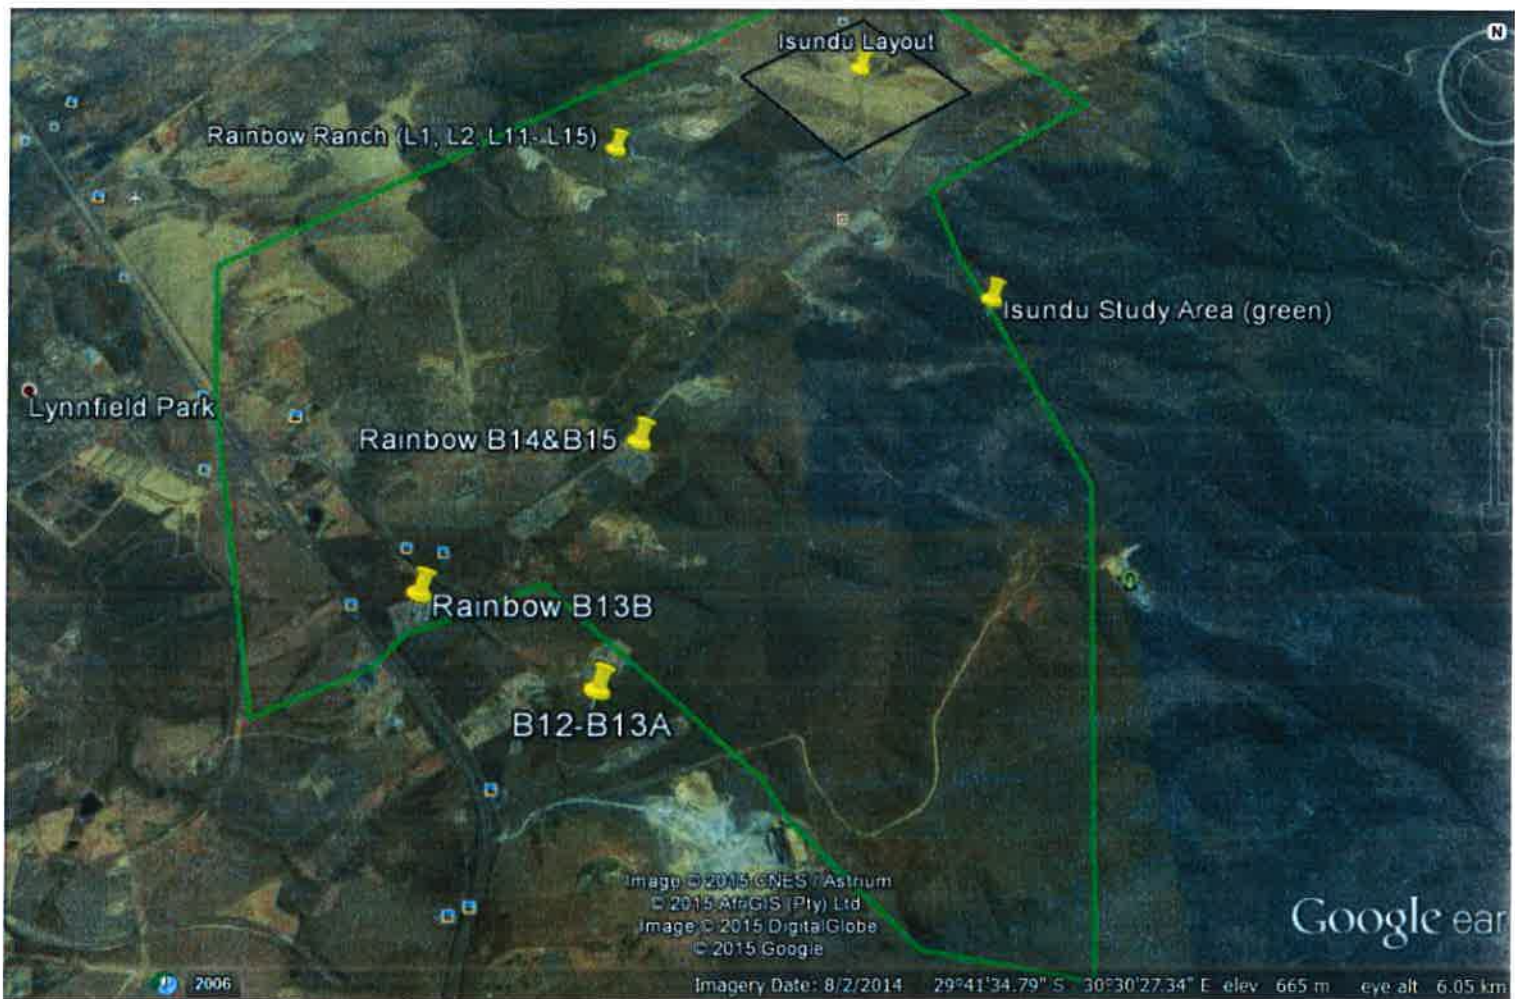 N
Isundu Layout
Rainbow Ranch (L1, L2, L11- L15)
Isundu Study Area (green)
Lynnfield Park
Rainbow B14&B15
Rainbow B13B
B12-B13A
Image © 2015 CNES / Astrium
© 2015 AfriGIS (Pty) Ltd
Image © 2015 DigitalGlobe
© 2015 Google
Google ear
2006
Imagery Date: 8/2/2014 29°41'34.79" S 30°30'27.34" E elev 665 m eye alt 6.05 km